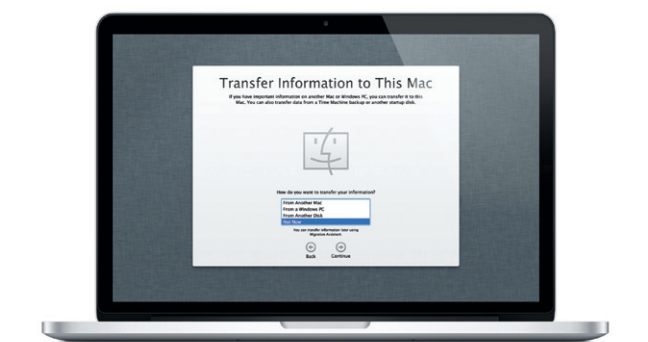 Transfer Information to This Mac
If you have important information on another Mac or Windows PC, you can transfer it to this
Mac. You can also transfer data from a Time Machine backup or another startup disk.
How do you want to transfer your information?
From Another Mac
From a Windows PC
From Another Disk
Not Now
You can transfer information later using
Migration Assistant.
Back
Continue